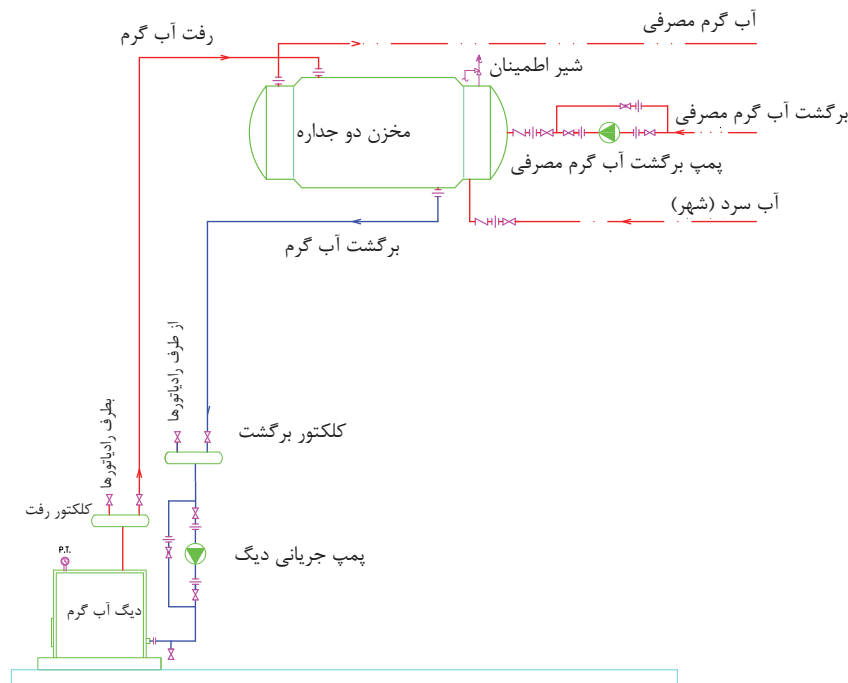 آب گرم مصرفی
رفت آب گرم
شیر اطمینان
برگشت آب گرم مصرفی
مخزن دو جداره
پمپ برگشت آب گرم مصرفی
آب سرد (شهر)
برگشت آب گرم
از طرف رادیاتورها
کلکتور برگشت
بطرف رادیاتورها
کلکتور رفت
P.T.
پمپ جریانی دیگ
دیگ آب گرم